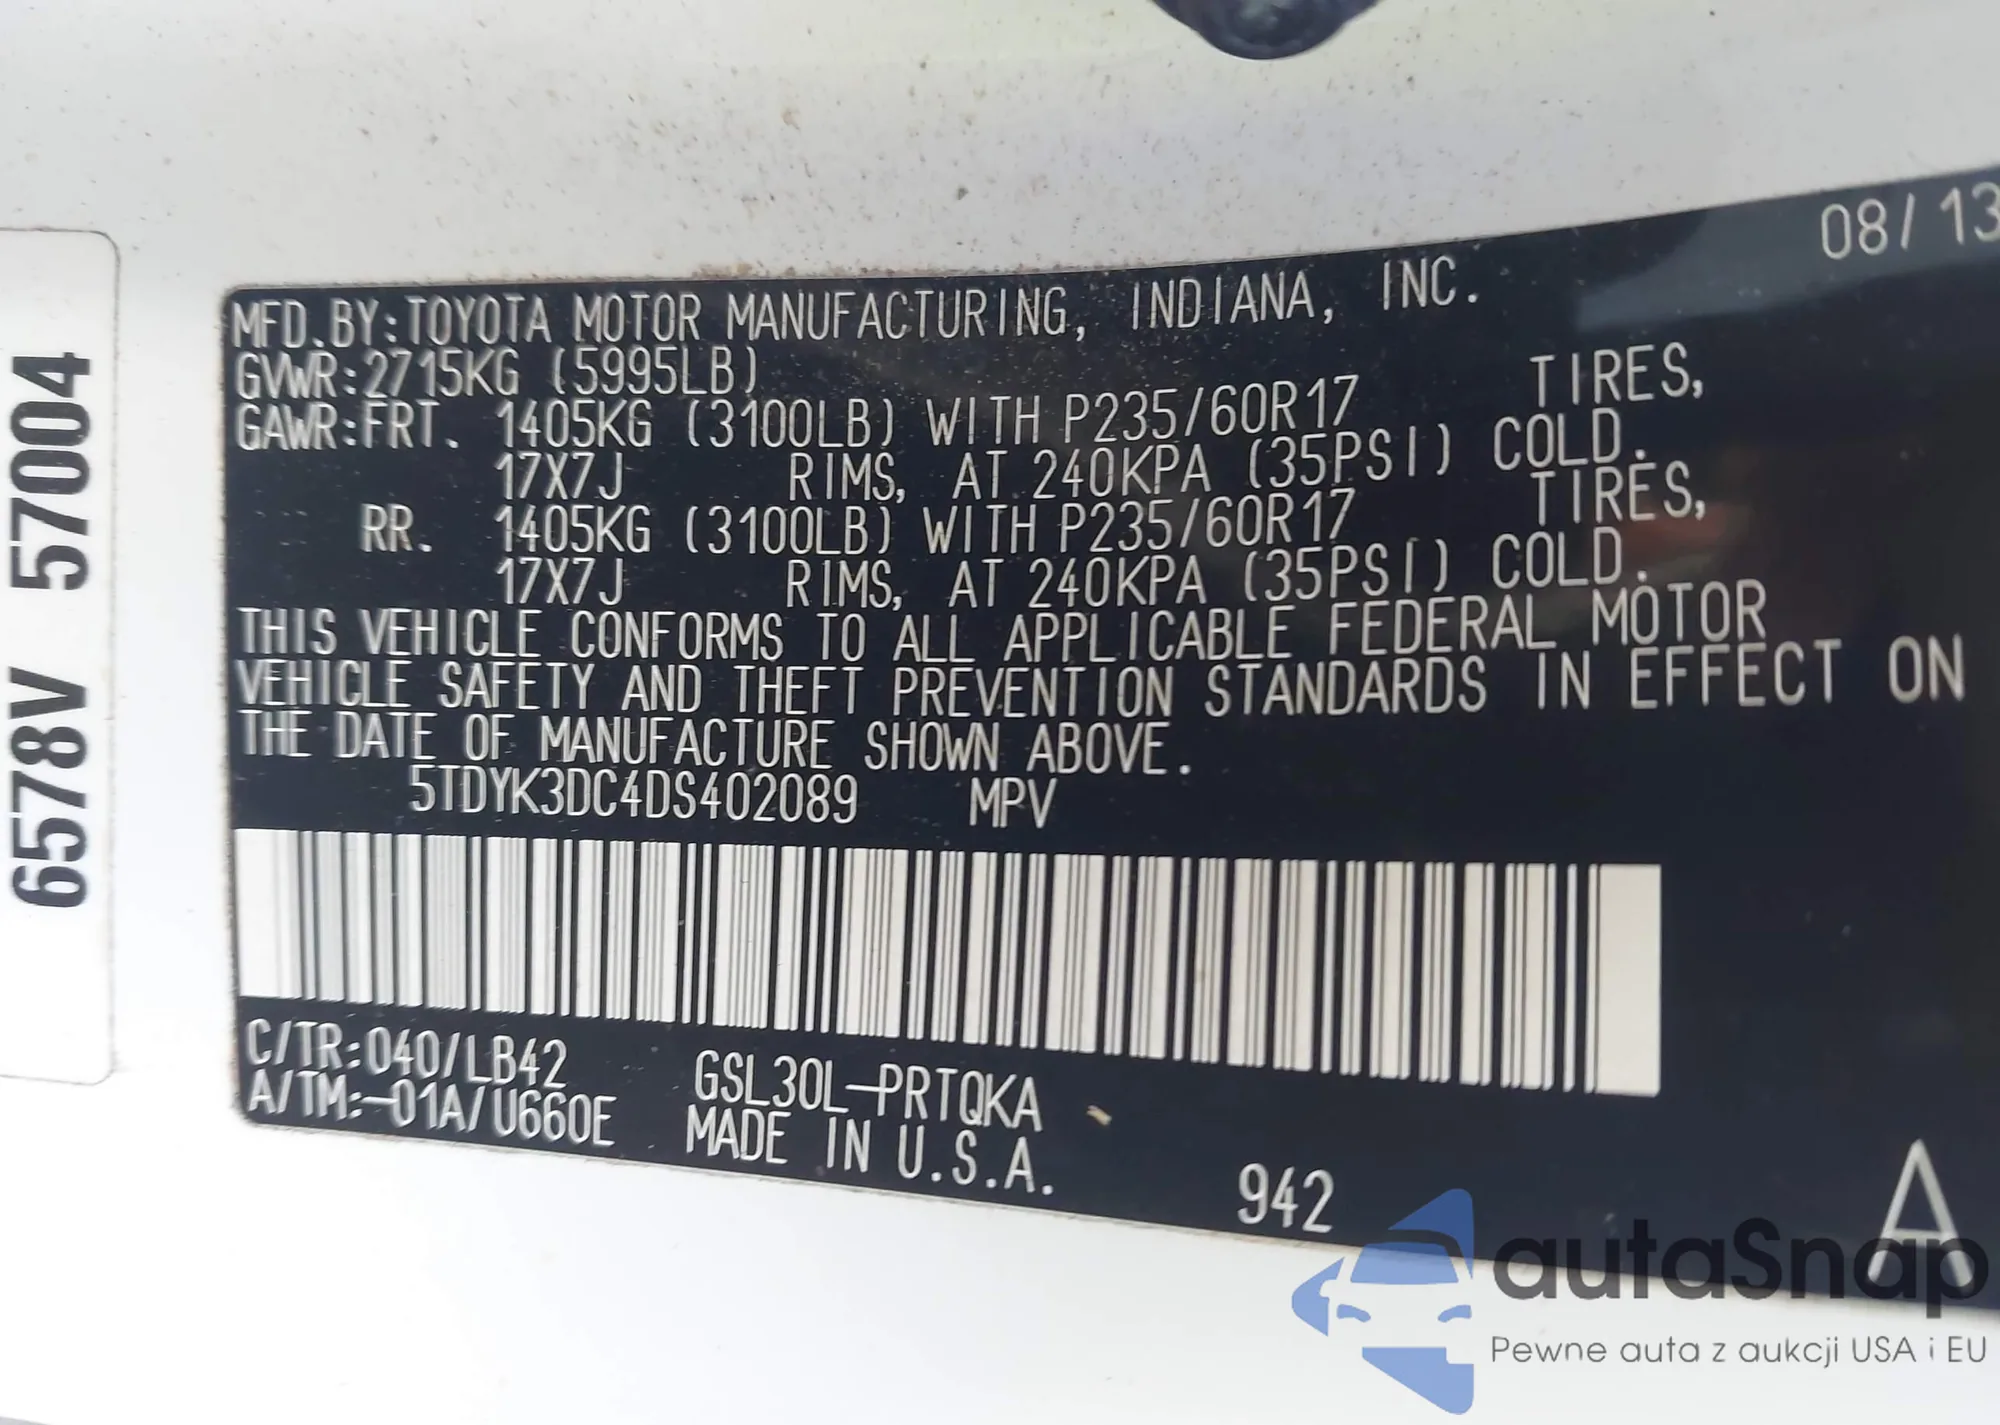 08/13
MFD.BY:TOYOTA MOTOR MANUFACTURING, INDIANA, INC.
GVWR:2715KG (5995LB)
GAWR:FRT. 1405KG (3100LB) WITH P235/60R17 TIRES,
17X7J RIMS, AT 240KPA (35PSI) COLD.
RR. 1405KG (3100LB) WITH P235/60R17 TIRES,
17X7J RIMS, AT 240KPA (35PSI) COLD.
THIS VEHICLE CONFORMS TO ALL APPLICABLE FEDERAL MOTOR
VEHICLE SAFETY AND THEFT PREVENTION STANDARDS IN EFFECT ON
THE DATE OF MANUFACTURE SHOWN ABOVE.
5TDYK3DC4DS402089 MPV
C/TR:040/LB42 GSL30L-PRTQKA
A/TM:-01A/U660E MADE IN U.S.A.
942
A
6578V 57004
autaSnap
Pewne auta z aukcji USA i EU